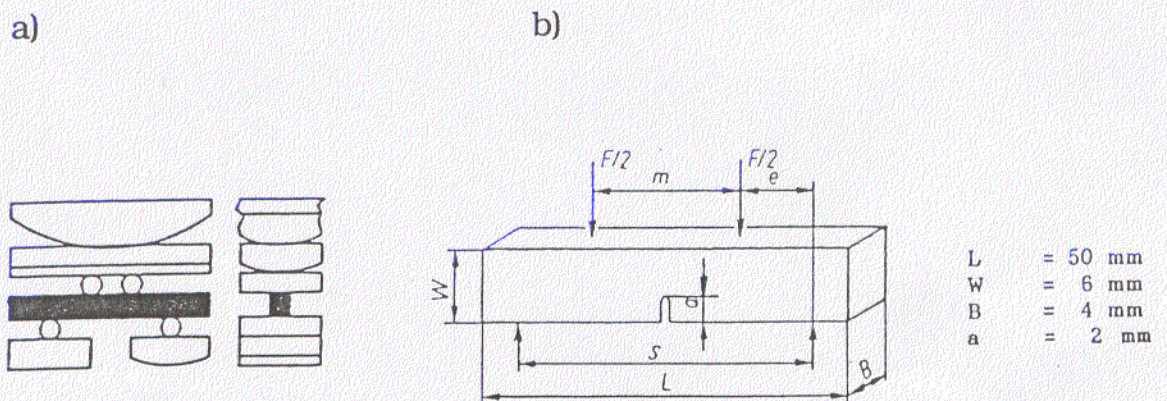 a)
b)
F/2
F/2
m
e
W
a
S
L
B
L = 50 mm
W = 6 mm
B = 4 mm
a = 2 mm